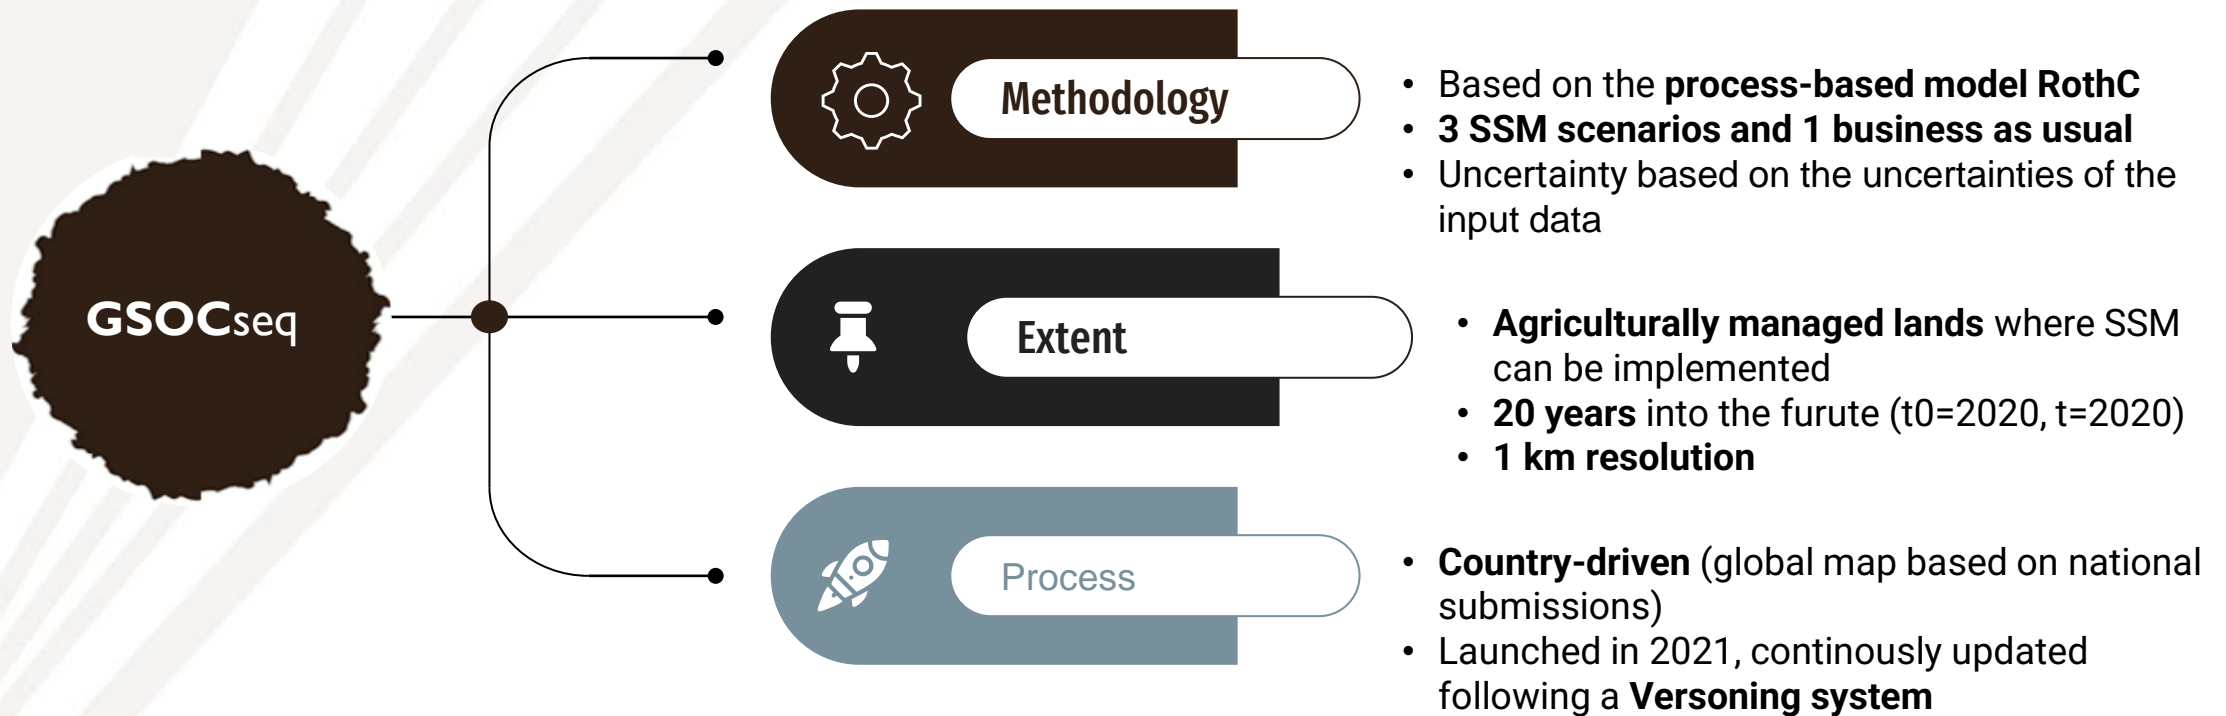 GSOCseq
Methodology
• Based on the process-based model RothC
• 3 SSM scenarios and 1 business as usual
• Uncertainty based on the uncertainties of the
input data
Extent
• Agriculturally managed lands where SSM
can be implemented
• 20 years into the furute (t0=2020, t=2020)
• 1 km resolution
Process
• Country-driven (global map based on national
submissions)
• Launched in 2021, continously updated
following a Versoning system